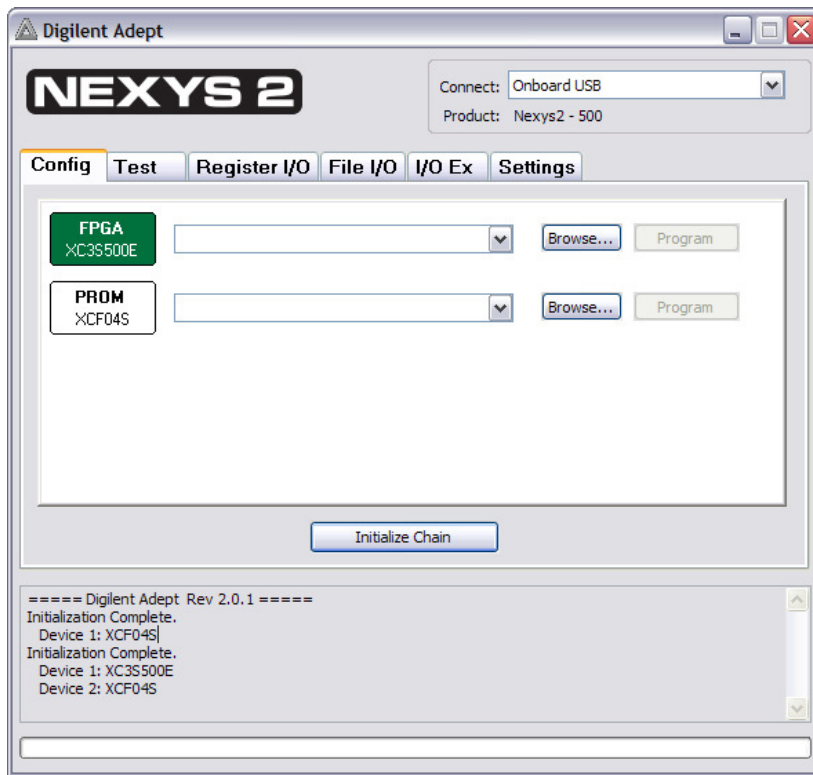 Digilent Adept
NEXYS 2
Connect: Onboard USB
Product: Nexys2 - 500
Config Test Register I/O File I/O I/O Ex Settings
FPGA
XC3S500E
Browse... Program
PROM
XCF04S
Browse... Program
Initialize Chain
===== Digilent Adept Rev 2.0.1 =====
Initialization Complete.
Device 1: XCF04S
Initialization Complete.
Device 1: XC3S500E
Device 2: XCF04S